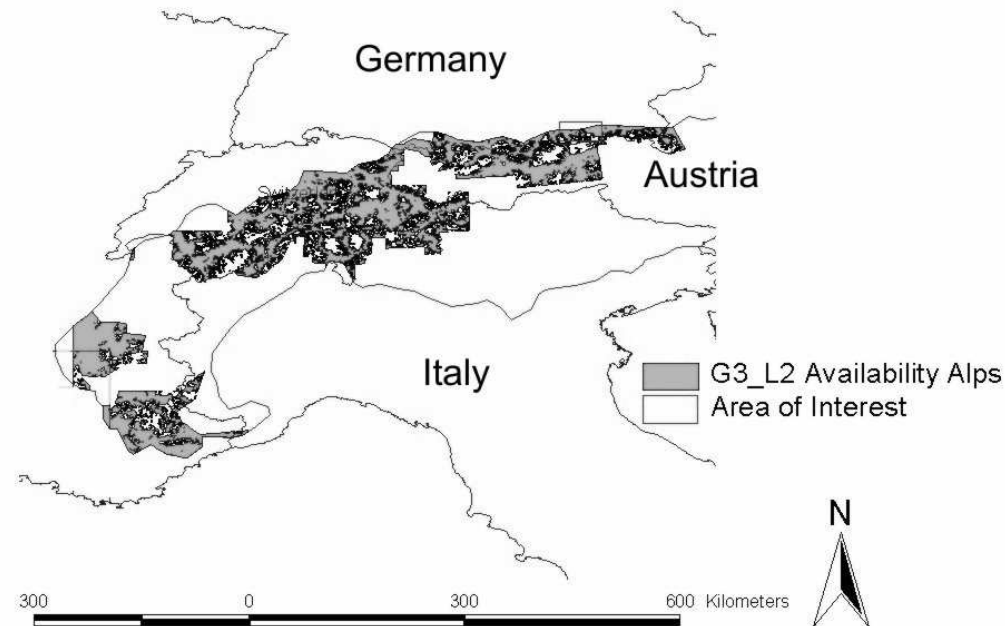 Germany
Austria
Italy
G3_L2 Availability Alps
Area of Interest
N
300 0 300 600 Kilometers